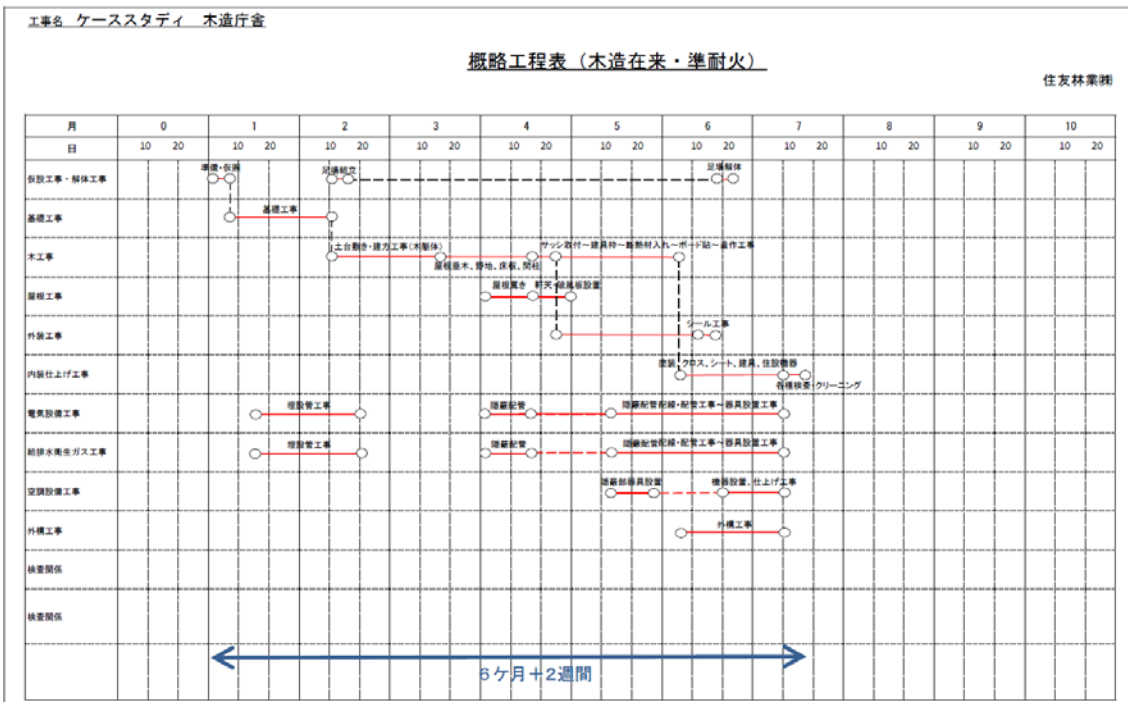 工事名 ケーススタディ 木造庁舎
概略工程表（木造在来・準耐火）
住友林業㈱
月 0 1 2 3 4 5 6 7 8 9 10
日 10 20 10 20 10 20 10 20 10 20 10 20 10 20 10 20 10 20 10 20 10 20
仮設工事・解体工事 準備・仮囲 足場組立 足場解体
基礎工事 基礎工事
木工事 土台敷き・建方工事(木躯体) 屋根垂木、野地、床板、間柱 サッシ取付～建具枠～断熱材入れ～ボード貼～造作工事
屋根工事 屋根葺き 軒天・破風板設置
外装工事 シール工事
内装仕上げ工事 塗装、クロス、シート、建具、住設機器 各種検査・クリーニング
電気設備工事 埋設管工事 隠蔽配管 隠蔽配管配線・配管工事～器具設置工事
給排水衛生ガス工事 埋設管工事 隠蔽配管 隠蔽配管配線・配管工事～器具設置工事
空調設備工事 隠蔽部器具設置 機器設置、仕上げ工事
外構工事 外構工事
検査関係
検査関係
6ケ月＋2週間